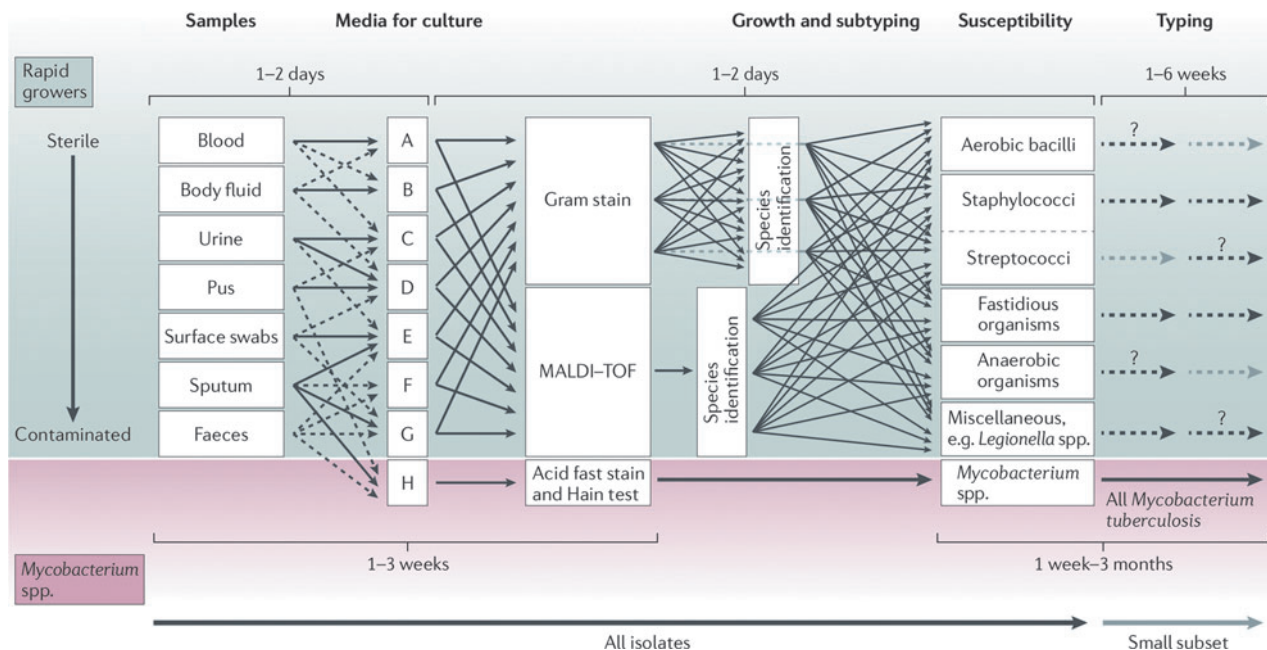 Samples
Media for culture
Growth and subtyping
Susceptibility
Typing
Rapid
growers
1–2 days
1–2 days
1–6 weeks
Sterile
Contaminated
Blood
Body fluid
Urine
Pus
Surface swabs
Sputum
Faeces
A
B
C
D
E
F
G
H
Gram stain
MALDI–TOF
Acid fast stain
and Hain test
Species
identification
Species
identification
Aerobic bacilli
Staphylococci
Streptococci
Fastidious
organisms
Anaerobic
organisms
Miscellaneous,
e.g. Legionella spp.
Mycobacterium
spp.
?
?
?
?
All Mycobacterium
tuberculosis
Mycobacterium
spp.
1–3 weeks
1 week–3 months
All isolates
Small subset